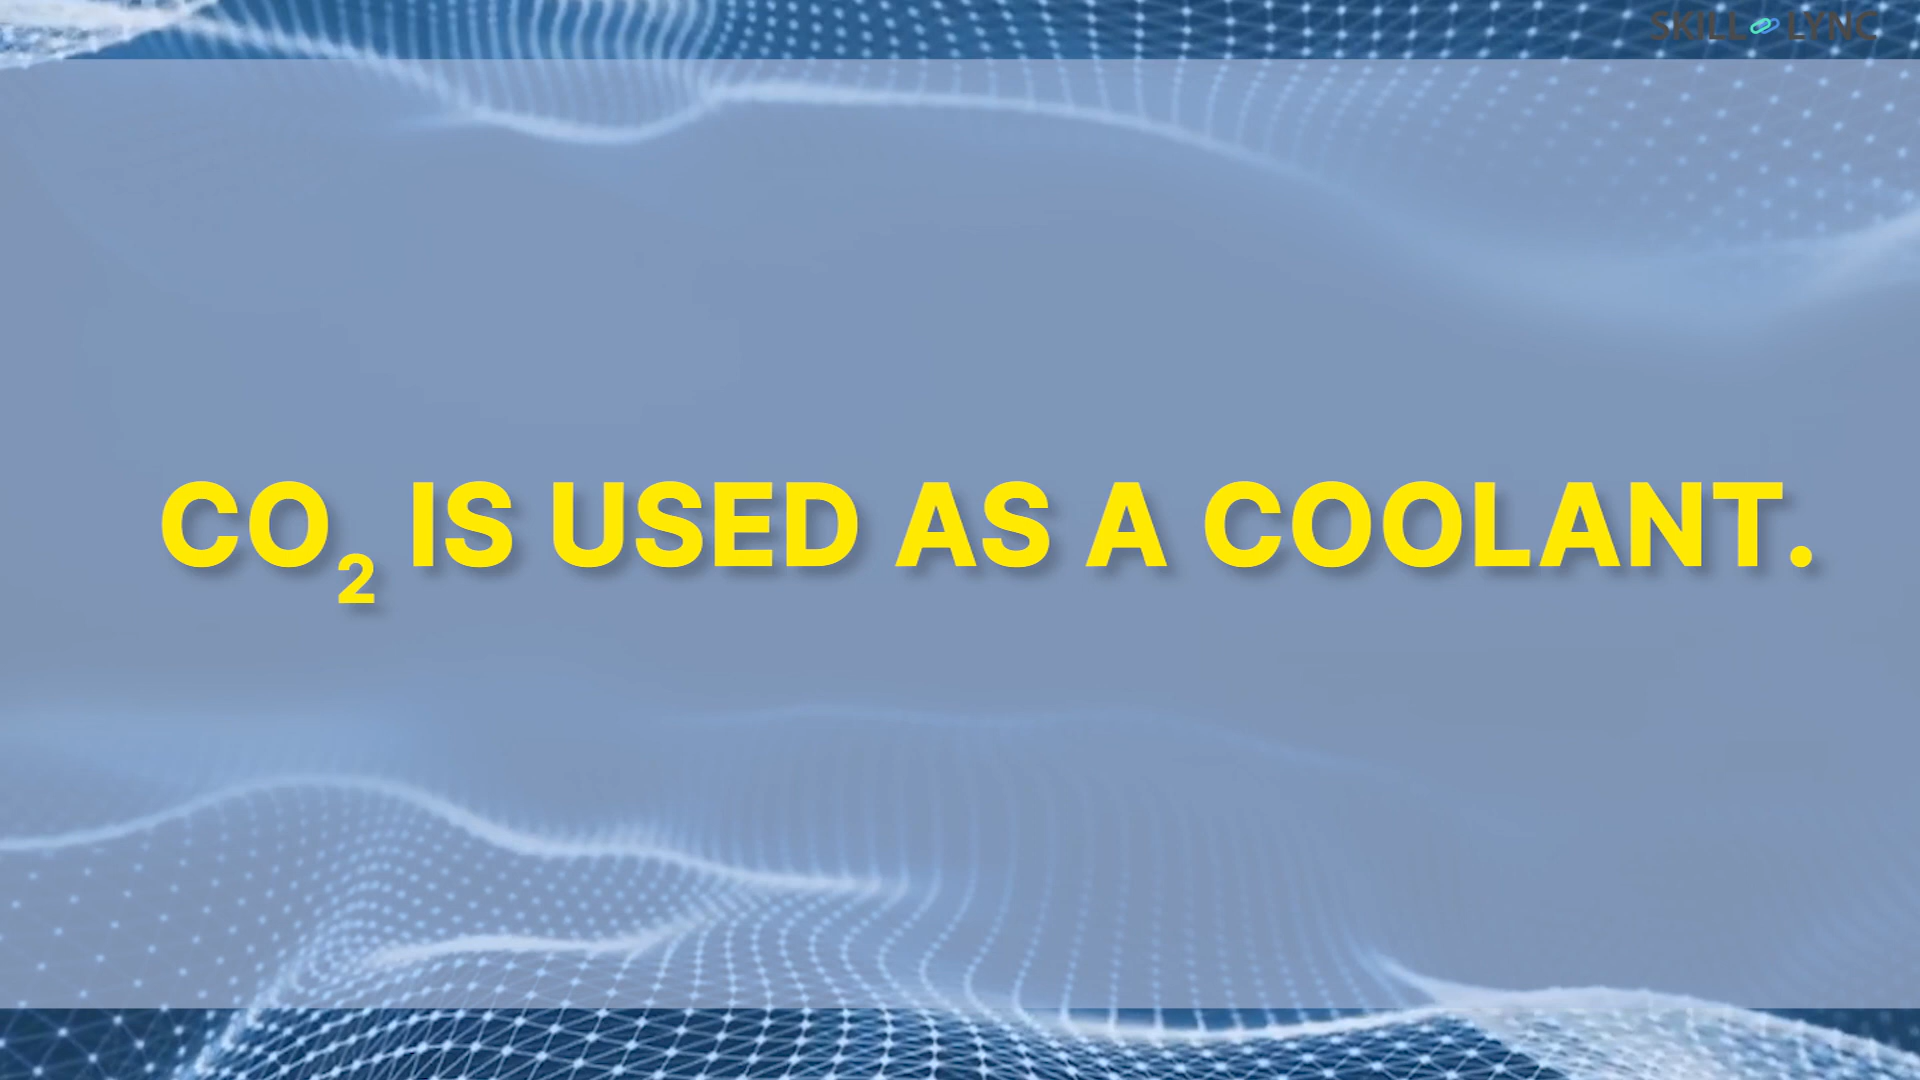 SKILL LYNC
CO₂ IS USED AS A COOLANT.